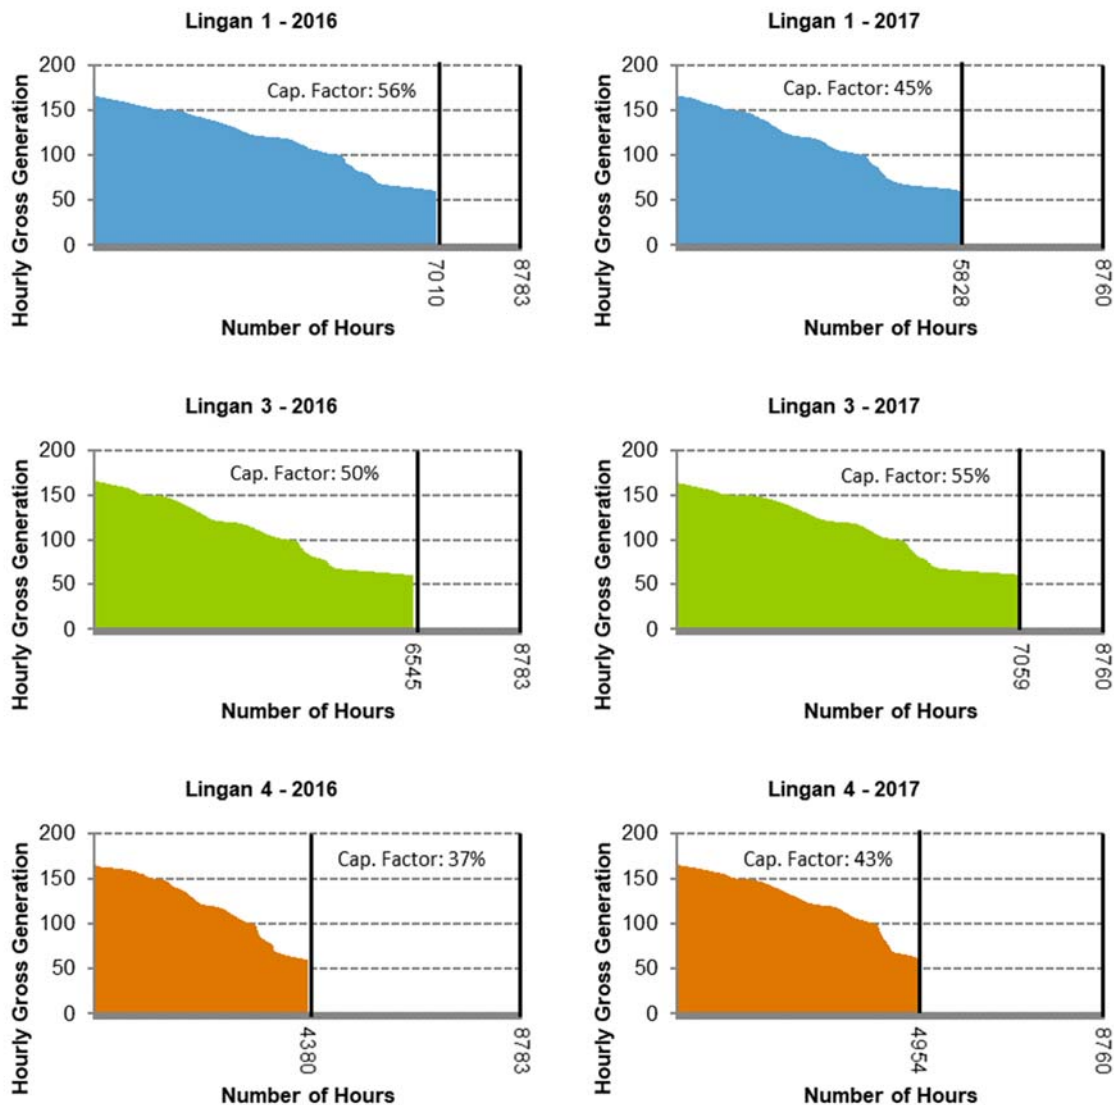 Lingan 1 - 2016
Hourly Gross Generation
200
150
100
50
0
Cap. Factor: 56%
7010
8783
Number of Hours
Lingan 1 - 2017
Hourly Gross Generation
200
150
100
50
0
Cap. Factor: 45%
5828
8760
Number of Hours
Lingan 3 - 2016
Hourly Gross Generation
200
150
100
50
0
Cap. Factor: 50%
6545
8783
Number of Hours
Lingan 3 - 2017
Hourly Gross Generation
200
150
100
50
0
Cap. Factor: 55%
7059
8760
Number of Hours
Lingan 4 - 2016
Hourly Gross Generation
200
150
100
50
0
Cap. Factor: 37%
4380
8783
Number of Hours
Lingan 4 - 2017
Hourly Gross Generation
200
150
100
50
0
Cap. Factor: 43%
4954
8760
Number of Hours